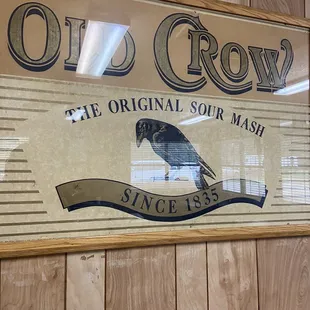 OLD CROW
THE ORIGINAL SOUR MASH
SINCE 1835